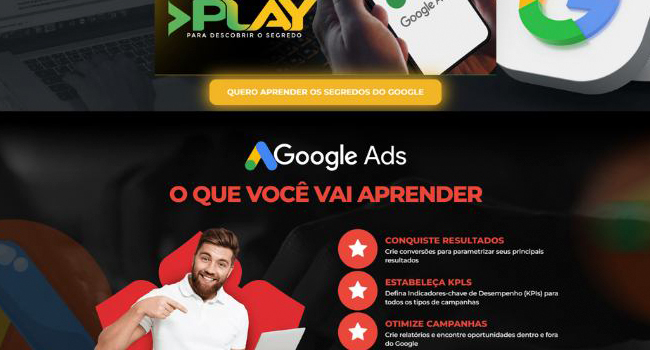 PLAY
PARA DESCOBRIR O SEGREDO
Google Ads
QUERO APRENDER OS SEGREDOS DO GOOGLE
Google Ads
O QUE VOCÊ VAI APRENDER
CONQUISTE RESULTADOS
Crie conversões para parametrizar seus principais
resultados
ESTABELEÇA KPLS
Defina Indicadores-chave de Desempenho (KPIs) para
todos os tipos de campanhas
OTIMIZE CAMPANHAS
Crie relatórios e encontre oportunidades dentro e fora
do Google